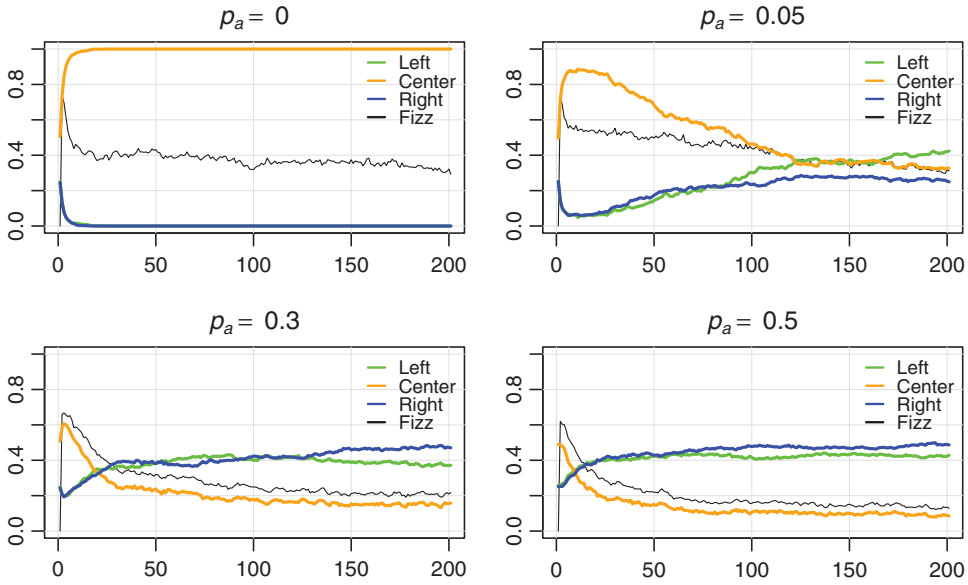 pₐ = 0
0.0 0.4 0.8
Left
Center
Right
Fizz
0 50 100 150 200
pₐ = 0.05
0.0 0.4 0.8
Left
Center
Right
Fizz
0 50 100 150 200
pₐ = 0.3
0.0 0.4 0.8
Left
Center
Right
Fizz
0 50 100 150 200
pₐ = 0.5
0.0 0.4 0.8
Left
Center
Right
Fizz
0 50 100 150 200